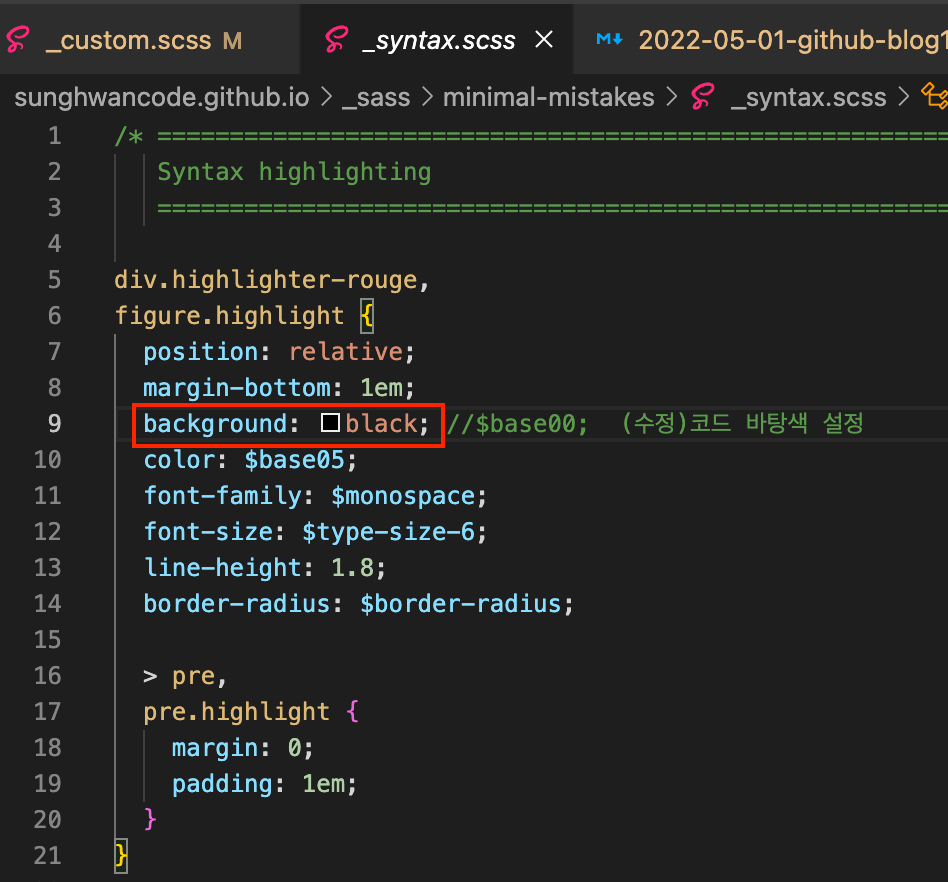 _custom.scss M _syntax.scss × 2022-05-01-github-blog1
sunghwancode.github.io > _sass > minimal-mistakes > _syntax.scss >
1 /* ======================================================
2 Syntax highlighting
3 ======================================================
4
5 div.highlighter-rouge,
6 figure.highlight {
7 position: relative;
8 margin-bottom: 1em;
9 background: black; //$base00;  (수정)코드 바탕색 설정
10 color: $base05;
11 font-family: $monospace;
12 font-size: $type-size-6;
13 line-height: 1.8;
14 border-radius: $border-radius;
15
16 > pre,
17 pre.highlight {
18 margin: 0;
19 padding: 1em;
20 }
21 }